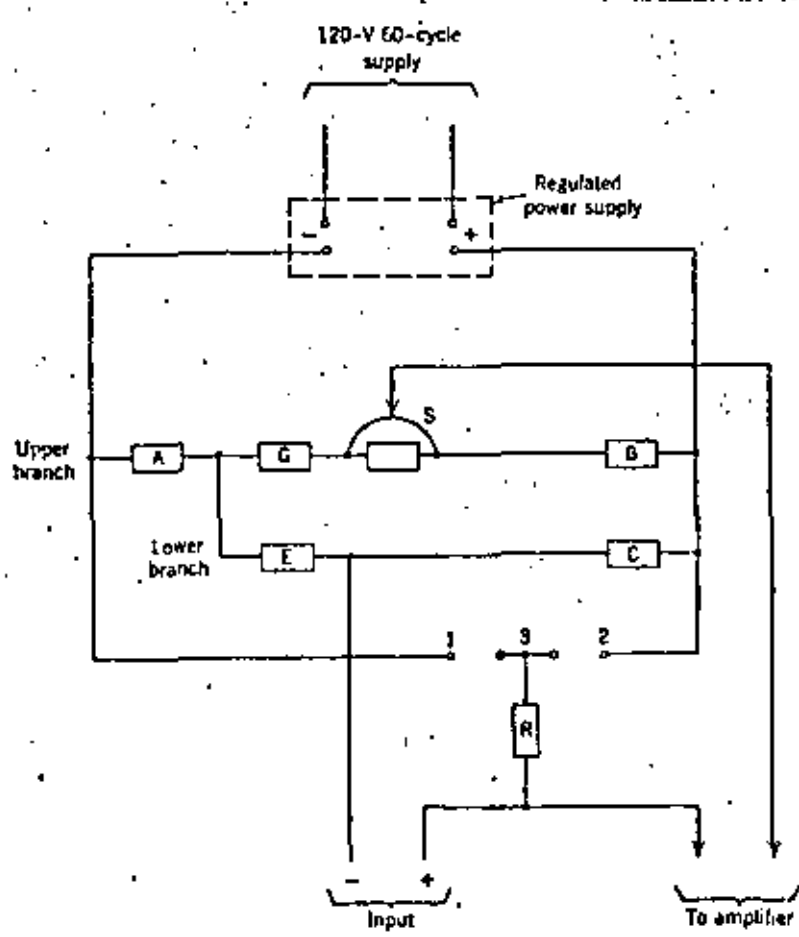 120-V 60-cycle
supply
Regulated
power supply
-
+
S
Upper
branch
A
G
B
Lower
branch
E
C
1
3
2
R
-
+
Input
To amplifier